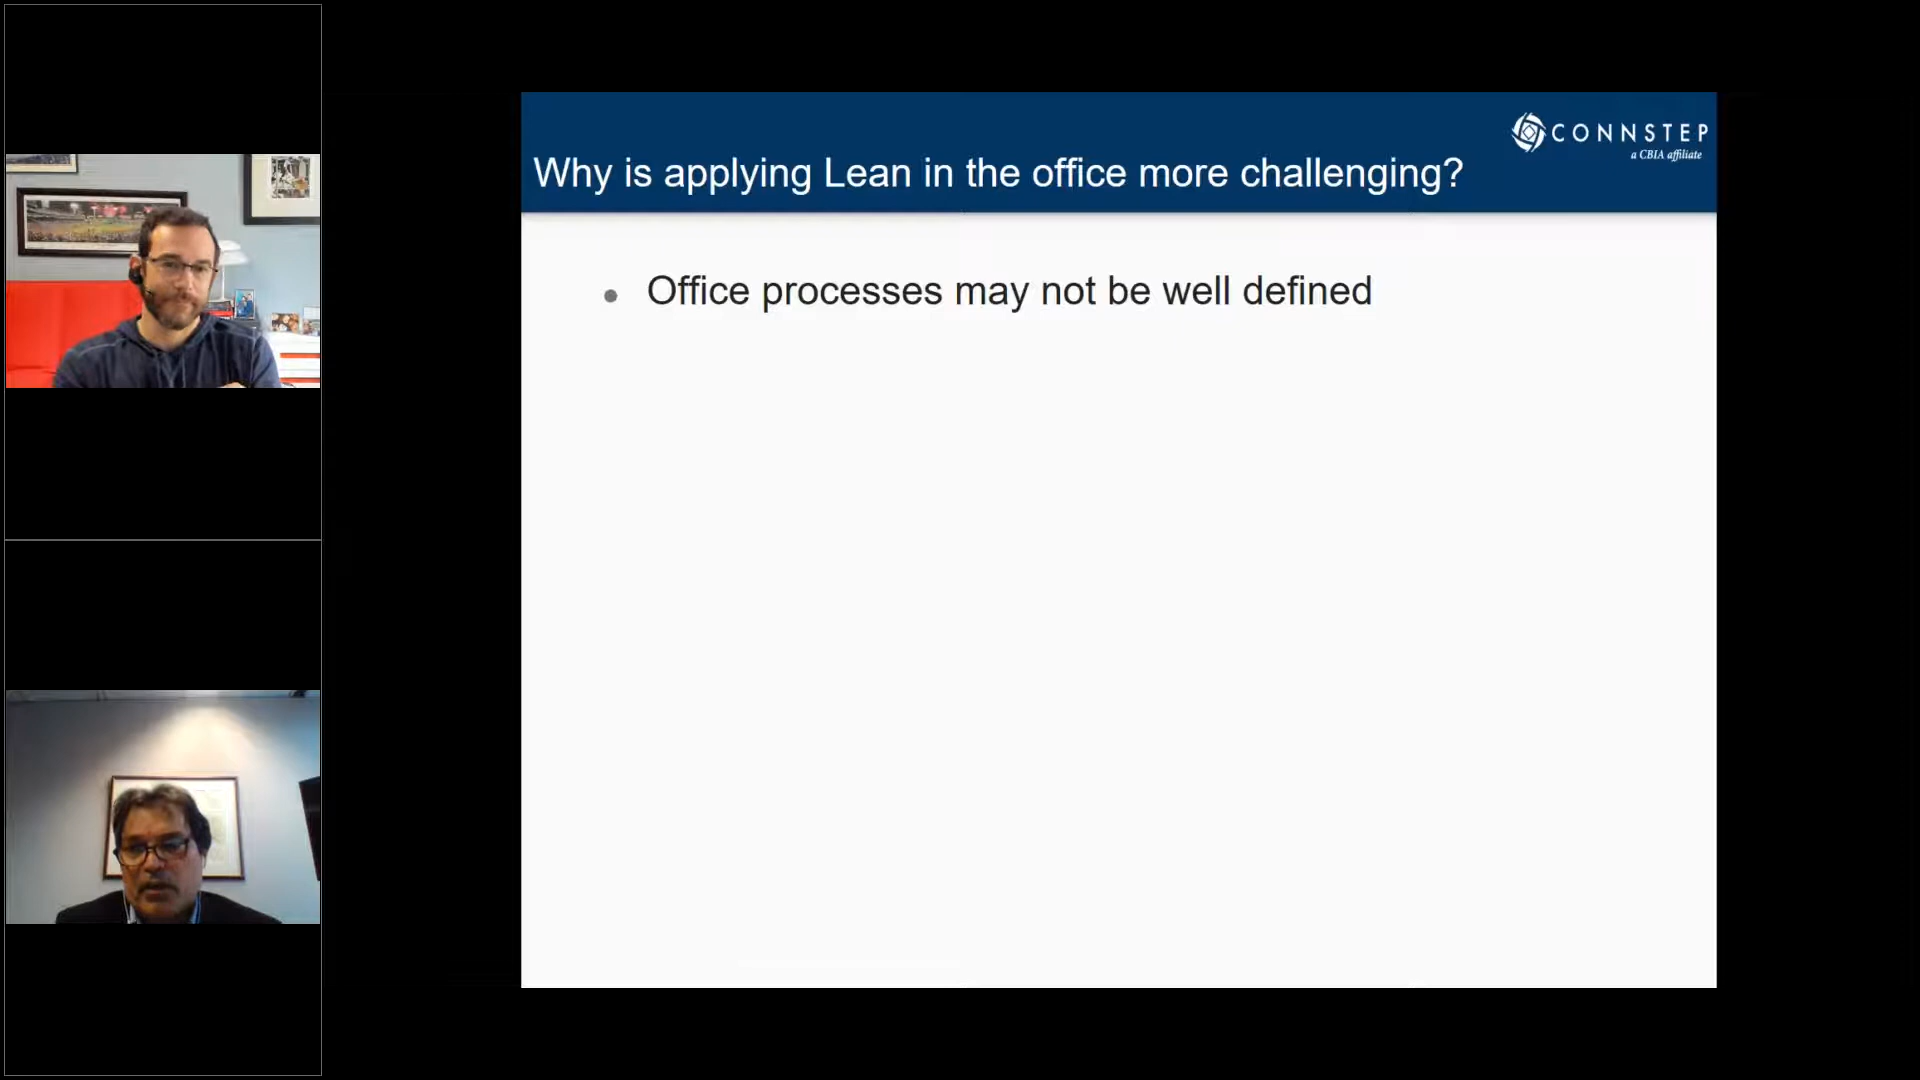 CONNSTEP
a CBIA affiliate
Why is applying Lean in the office more challenging?
• Office processes may not be well defined